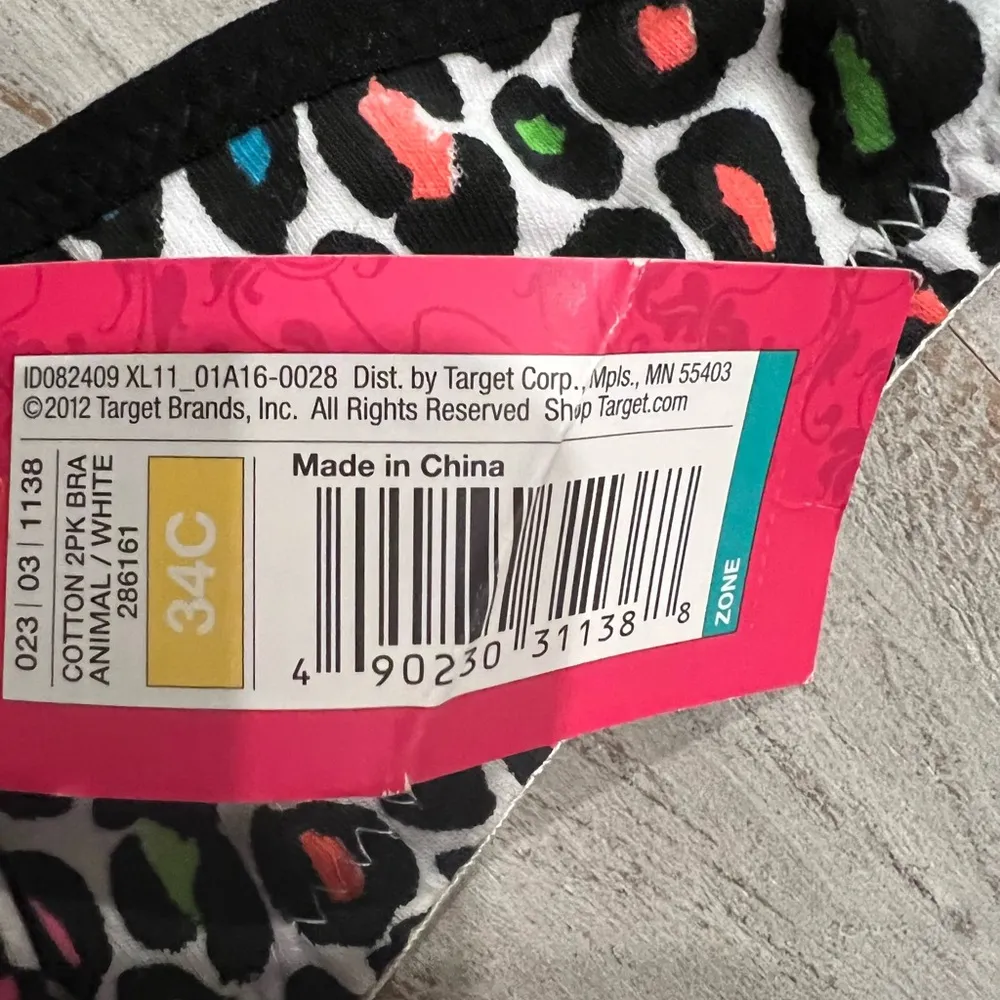 ID082409 XL11_01A16-0028 Dist. by Target Corp., Mpls., MN 55403
©2012 Target Brands, Inc. All Rights Reserved Shop Target.com
023 | 03 | 1138
COTTON 2PK BRA
ANIMAL / WHITE
286161
34C
Made in China
4 90230 31138 8
ZONE